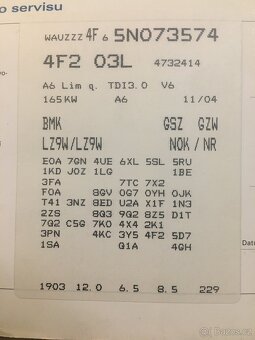 o servisu
WAUZZZ 4F 6 5N073574
4F2 03L 4732414
A6 Lim q. TDI3.0 V6
165KW A6 11/04
BMK GSZ GZW
LZ9W/LZ9W NOK / NR
E0A 7GN 4UE 6XL 5SL 5RU
1KD J0Z 1LG 1BE
3FA 7TC 7X2
F0A 8GV 0G7 0YH 0JK
T41 3NZ 8ED U2A X1F 1N3
2ZS 8Q3 9Q2 8Z5 D1T
7G2 C5G 7K0 4X4 2K1
3PN 4KC 3Y5 4F2 5D7
1SA Q1A 4GH
1903 12.0 6.5 8.5 229
Datu